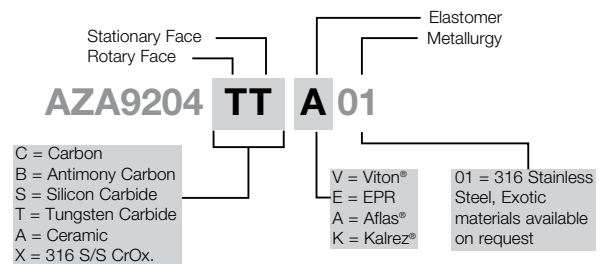 Elastomer
Stationary Face
Metallurgy
Rotary Face
AZA9204 TT A 01
C = Carbon
B = Antimony Carbon
S = Silicon Carbide
T = Tungsten Carbide
A = Ceramic
X = 316 S/S CrOx.
V = Viton®
E = EPR
A = Aflas®
K = Kalrez®
01 = 316 Stainless
Steel, Exotic
materials available
on request